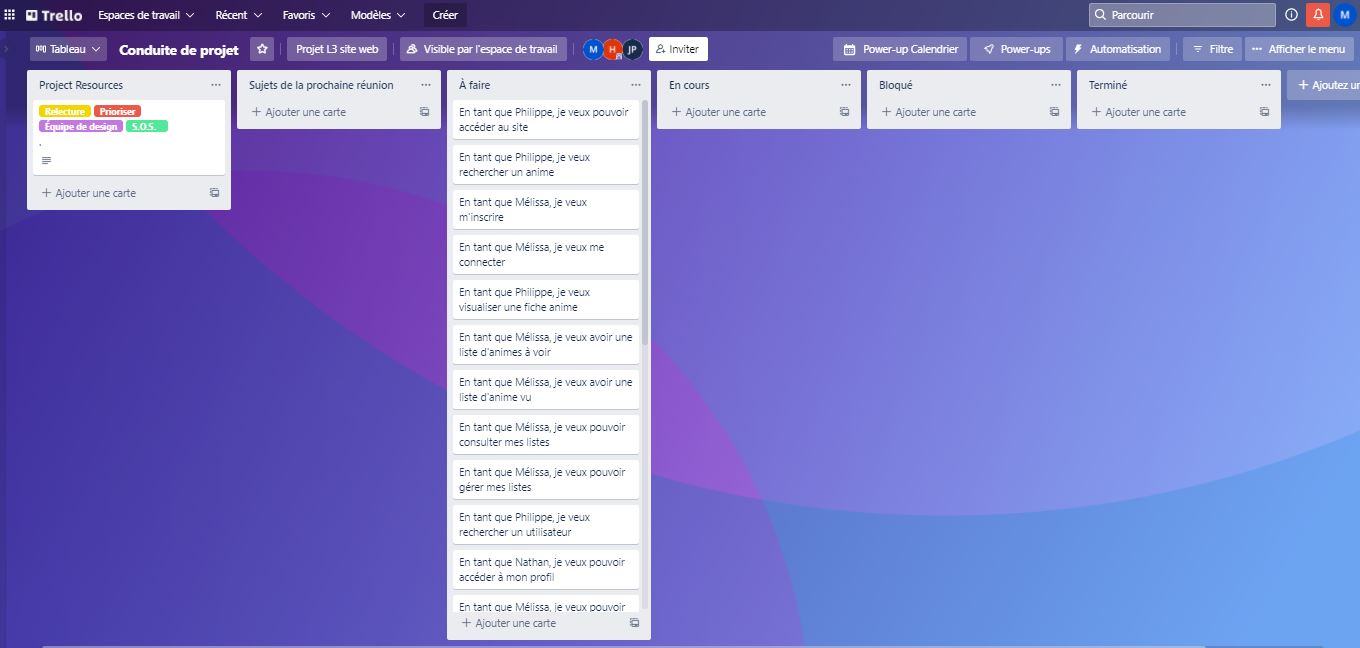 Trello
Espaces de travail
Récent
Favoris
Modèles
Créer
Parcourir
M
Tableau
Conduite de projet
Projet L3 site web
Visible par l'espace de travail
M
H
JP
Inviter
Power-up Calendrier
Power-ups
Automatisation
Filtre
Afficher le menu
Project Resources
Relecture
Prioriser
Équipe de design
S.O.S.
.
+ Ajouter une carte
Sujets de la prochaine réunion
+ Ajouter une carte
À faire
En tant que Philippe, je veux pouvoir
accéder au site
En tant que Philippe, je veux
rechercher un anime
En tant que Mélissa, je veux
m'inscrire
En tant que Mélissa, je veux me
connecter
En tant que Philippe, je veux
visualiser une fiche anime
En tant que Mélissa, je veux avoir une
liste d'animes à voir
En tant que Mélissa, je veux avoir une
liste d'anime vu
En tant que Mélissa, je veux pouvoir
consulter mes listes
En tant que Mélissa, je veux pouvoir
gérer mes listes
En tant que Philippe, je veux
rechercher un utilisateur
En tant que Nathan, je veux pouvoir
accéder à mon profil
En tant que Mélissa, je veux pouvoir
+ Ajouter une carte
En cours
+ Ajouter une carte
Bloqué
+ Ajouter une carte
Terminé
+ Ajouter une carte
+ Ajoutez un